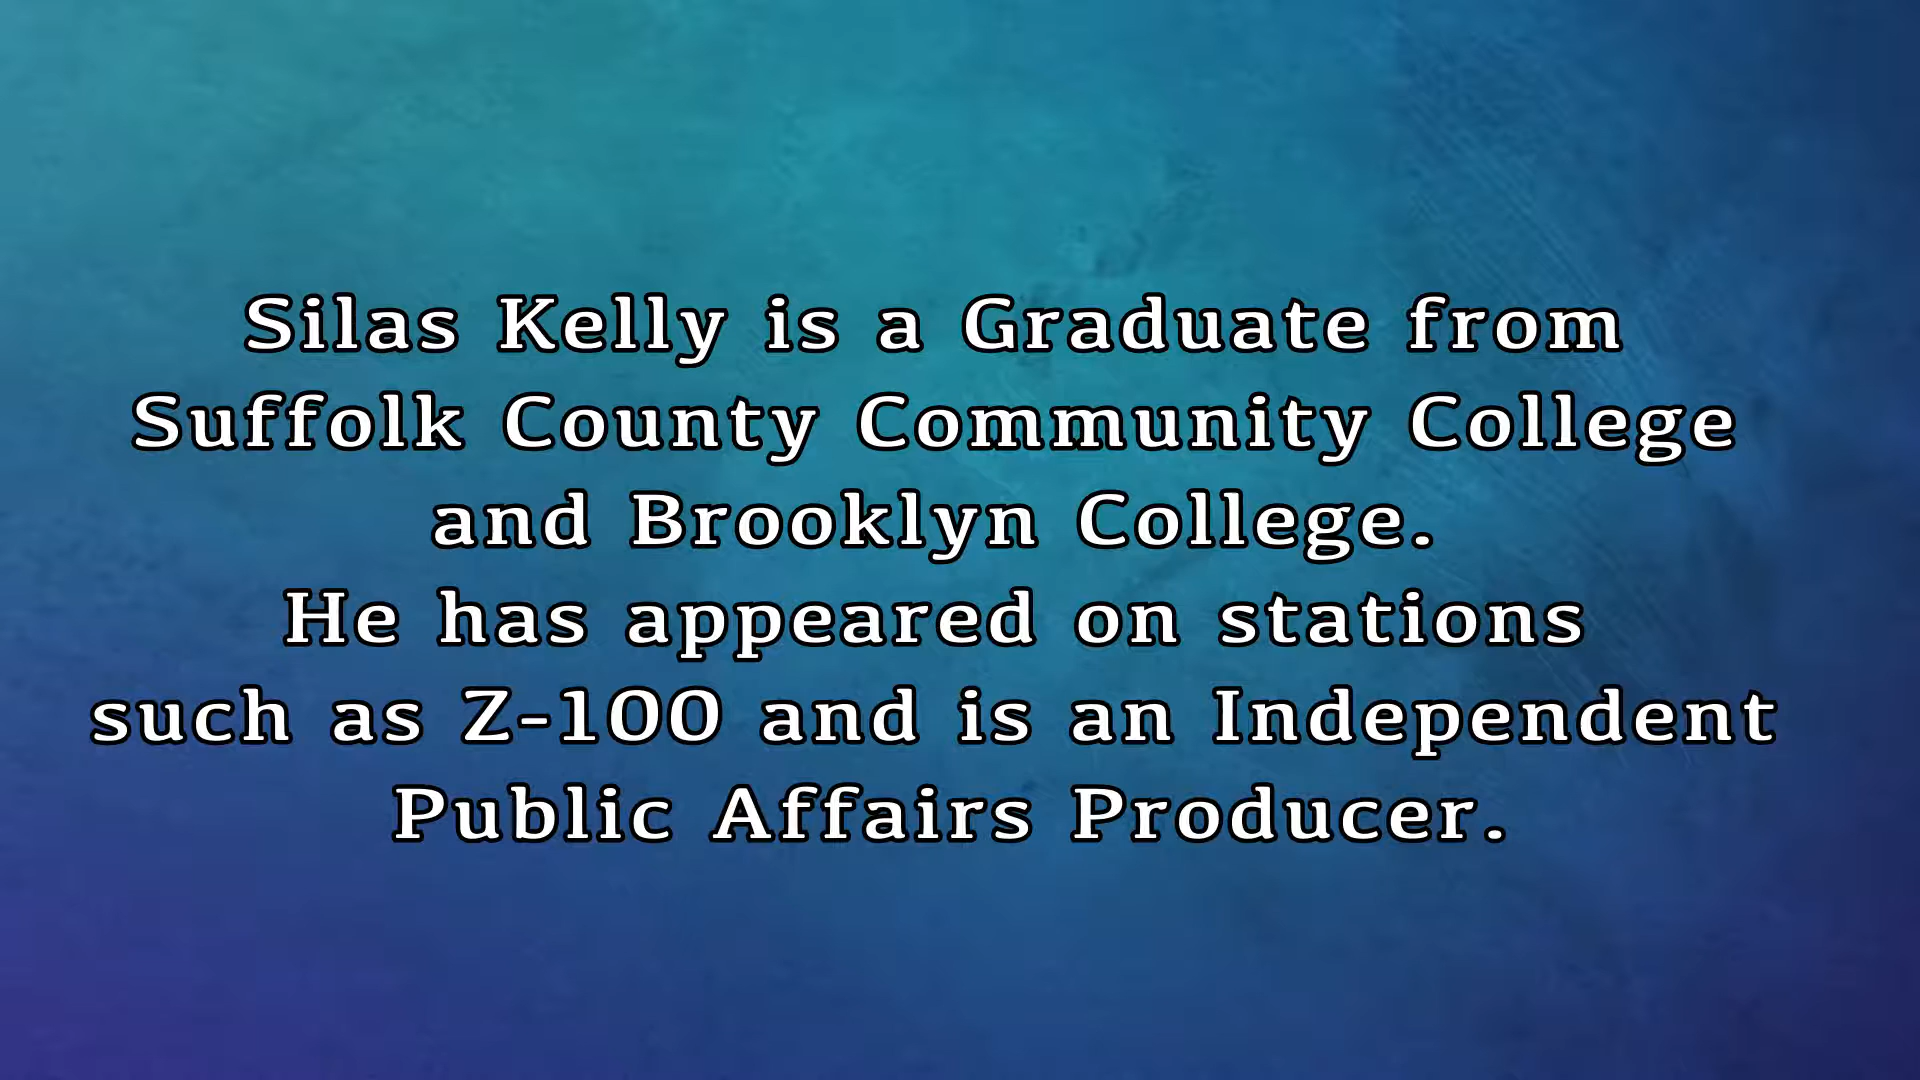 Silas Kelly is a Graduate from
Suffolk County Community College
and Brooklyn College.
He has appeared on stations
such as Z-100 and is an Independent
Public Affairs Producer.